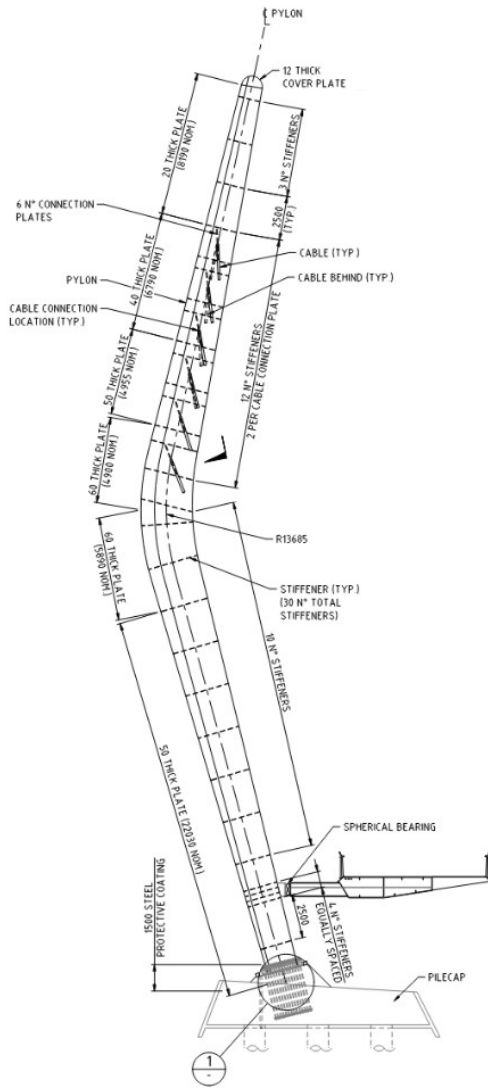 ℄ PYLON
12 THICK
COVER PLATE
20 THICK PLATE
(8190 NOM)
3 N° STIFFENERS
6 N° CONNECTION
PLATES
2500
(TYP)
CABLE (TYP.)
40 THICK PLATE
(6790 NOM)
CABLE BEHIND (TYP.)
PYLON
CABLE CONNECTION
LOCATION (TYP.)
12 N° STIFFENERS
2 PER CABLE CONNECTION PLATE
50 THICK PLATE
(4955 NOM)
60 THICK PLATE
(4900 NOM)
R13685
60 THICK PLATE
(5890 NOM)
STIFFENER (TYP.)
(30 N° TOTAL
STIFFENERS)
10 N° STIFFENERS
50 THICK PLATE (22030 NOM)
SPHERICAL BEARING
1500 STEEL
PROTECTIVE COATING
2500
4 N° STIFFENERS
EQUALLY SPACED
PILECAP
1
-